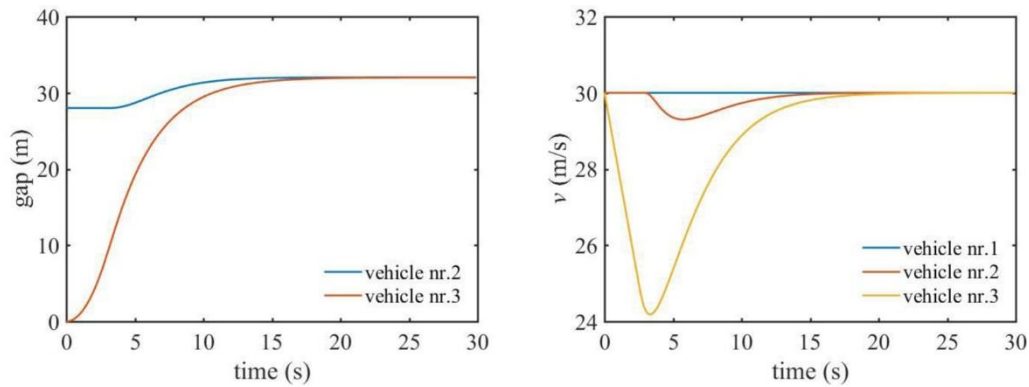 40
30
20
10
0
gap (m)
vehicle nr.2
vehicle nr.3
0 5 10 15 20 25 30
time (s)
32
30
28
26
24
v (m/s)
vehicle nr.1
vehicle nr.2
vehicle nr.3
0 5 10 15 20 25 30
time (s)